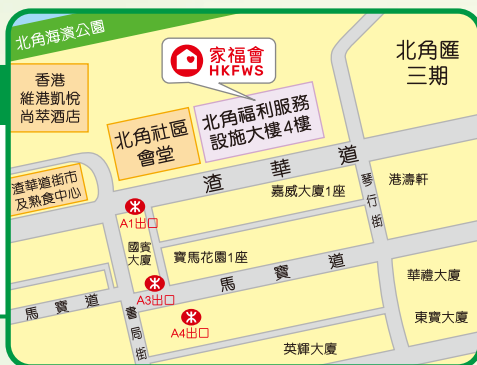 北角海濱公園
家福會
HKFWS
北角匯
三期
香港
維港凱悅
尚萃酒店
北角社區
會堂
北角福利服務
設施大樓4樓
渣華道街市
及熟食中心
渣華道
嘉威大廈1座
琴行街
港濤軒
A1出口
國賓
大廈
寶馬花園1座
馬寶道
A3出口
馬寶道
書局街
A4出口
華禮大廈
東寶大廈
英輝大廈